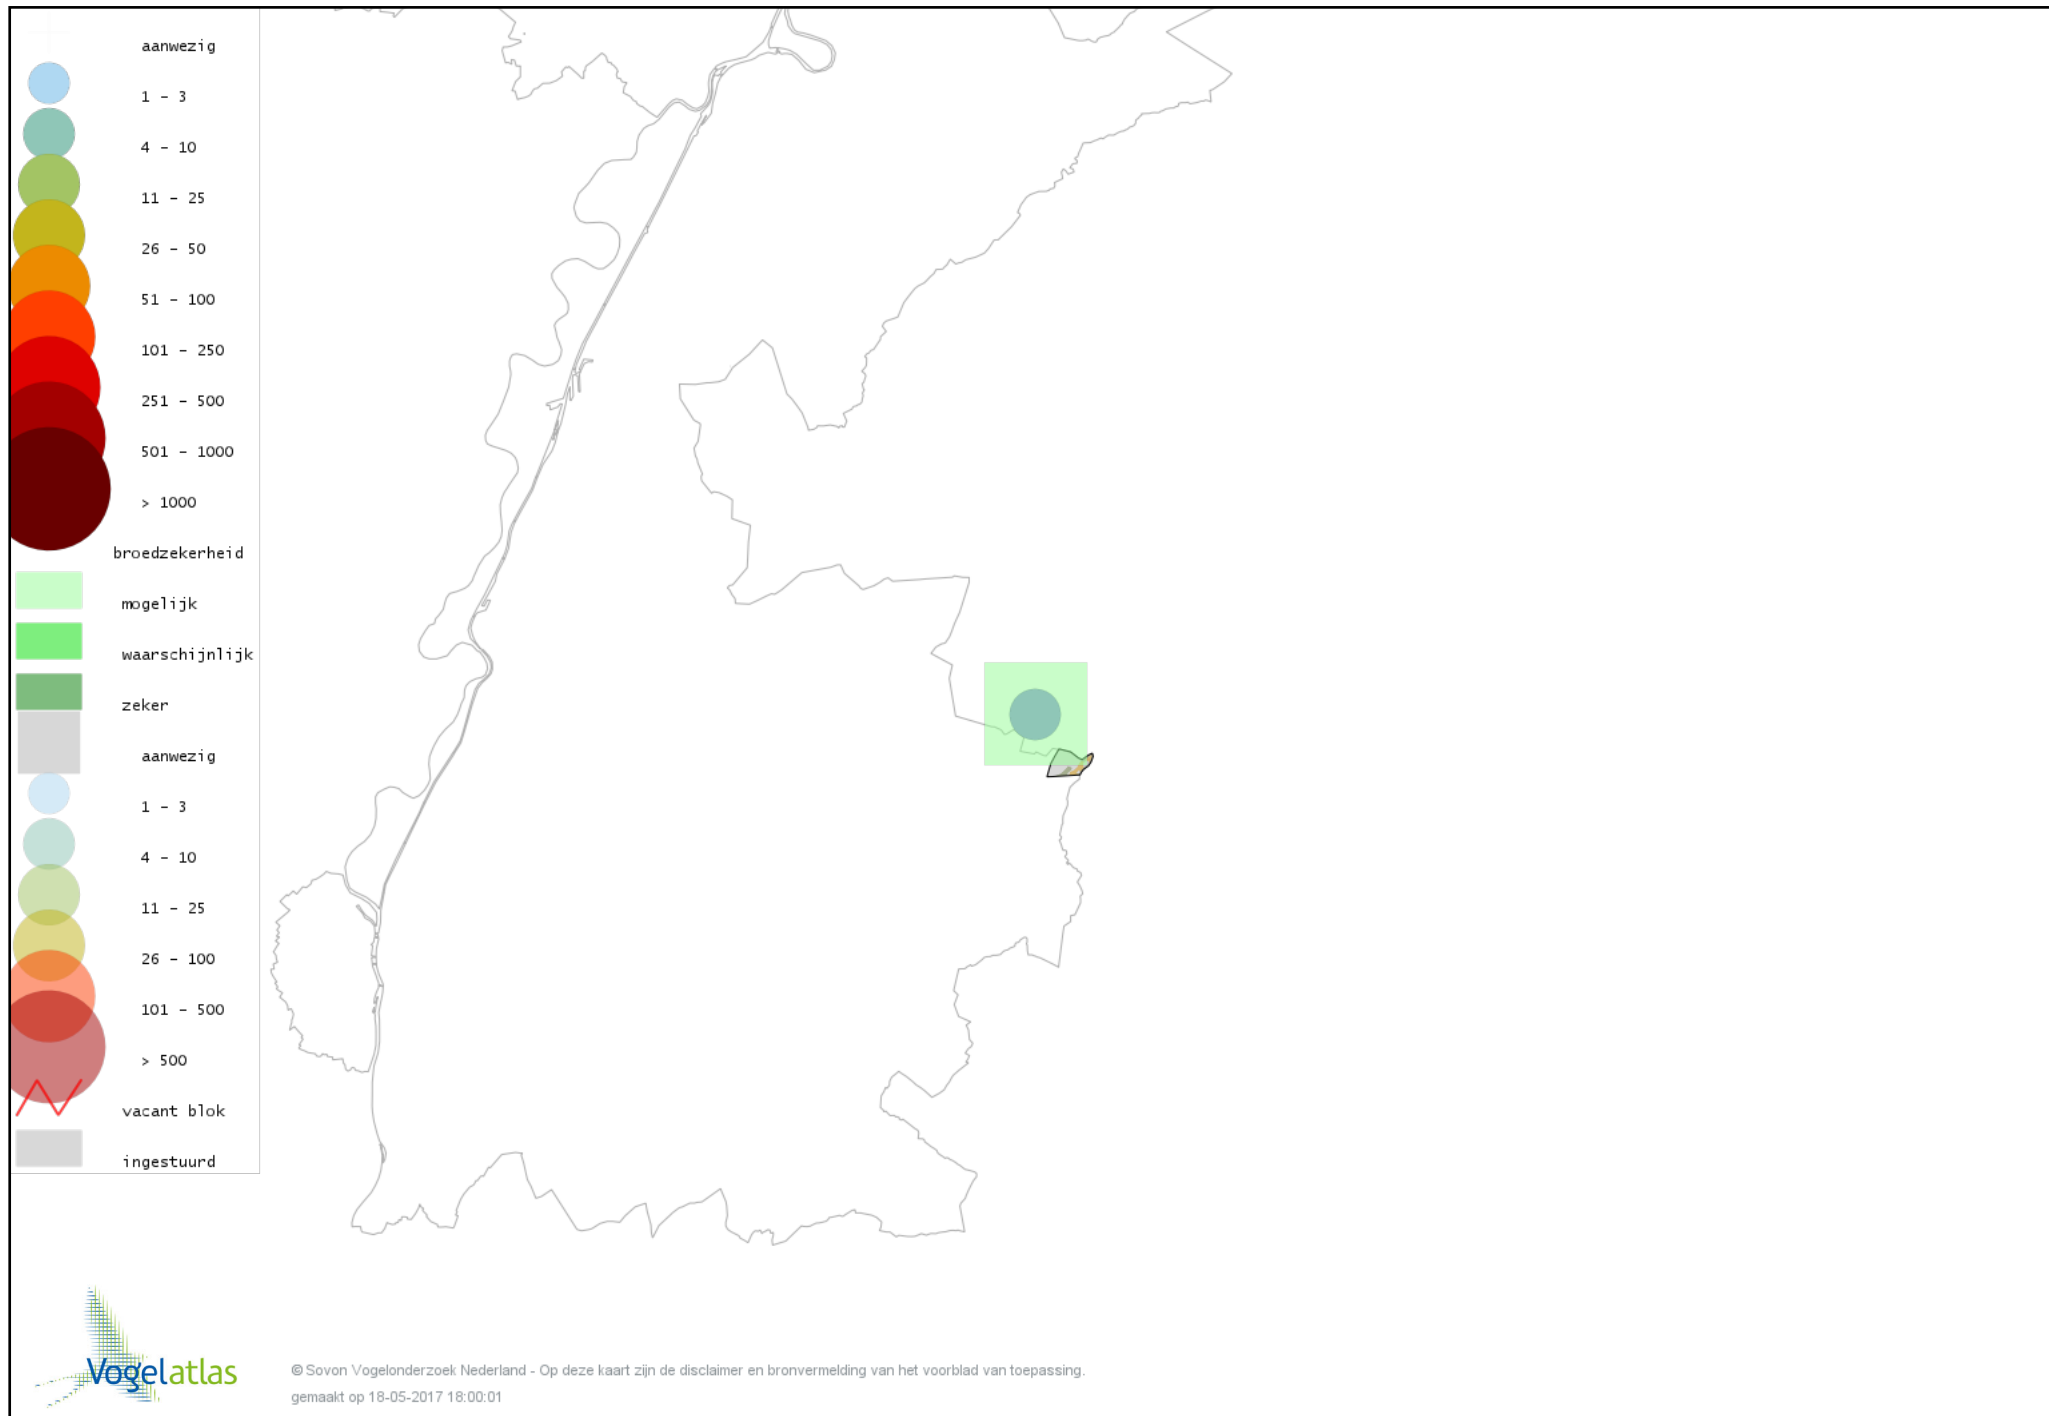 aanwezig
1 - 3
4 - 10
11 - 25
26 - 50
51 - 100
101 - 250
251 - 500
501 - 1000
> 1000
broedzekerheid
mogelijk
waarschijnlijk
zeker
aanwezig
1 - 3
4 - 10
11 - 25
26 - 100
101 - 500
> 500
vacant blok
ingestuurd
Vogelatlas
© Sovon Vogelonderzoek Nederland - Op deze kaart zijn de disclaimer en bronvermelding van het voorblad van toepassing.
gemaakt op 18-05-2017 18:00:01